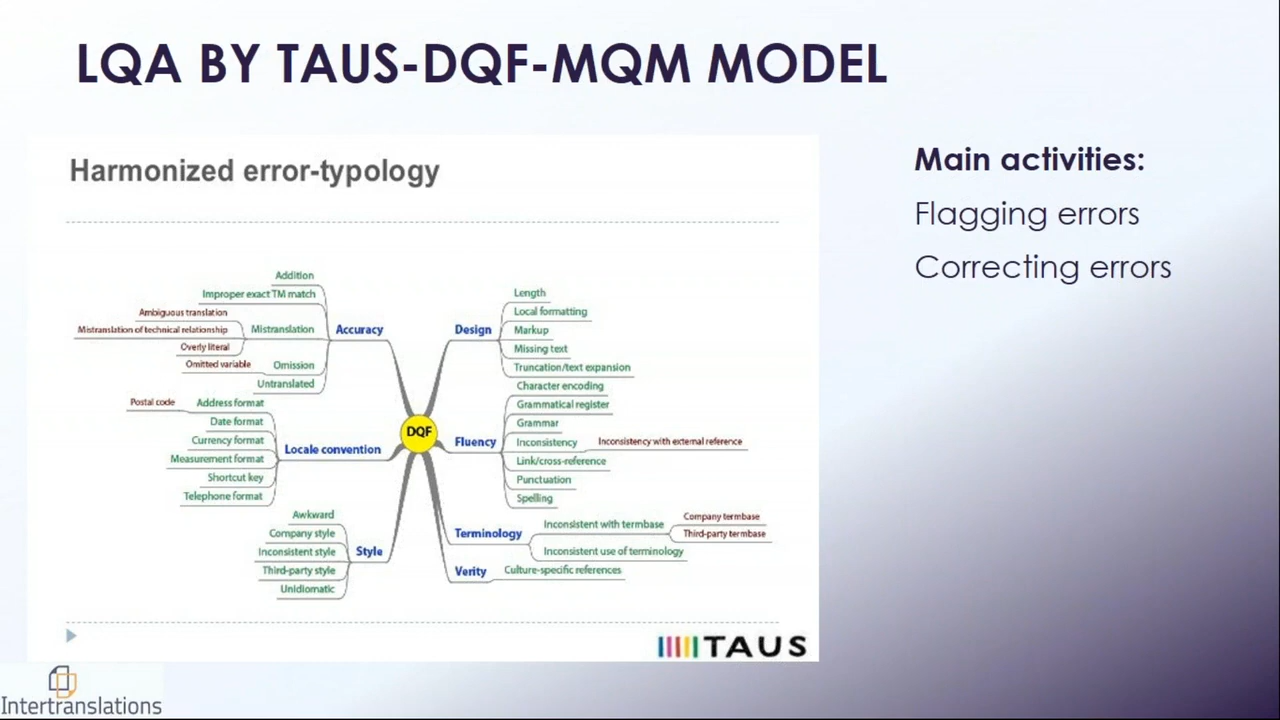 LQA BY TAUS-DQF-MQM MODEL
Harmonized error-typology
Addition
Improper exact TM match
Ambiguous translation
Mistranslation of technical relationship
Overly literal
Mistranslation
Omitted variable
Omission
Untranslated
Accuracy
Postal code
Address format
Date format
Currency format
Measurement format
Shortcut key
Telephone format
Locale convention
Awkward
Company style
Inconsistent style
Third-party style
Unidiomatic
Style
DQF
Design
Length
Local formatting
Markup
Missing text
Truncation/text expansion
Fluency
Character encoding
Grammatical register
Grammar
Inconsistency
Inconsistency with external reference
Link/cross-reference
Punctuation
Spelling
Terminology
Inconsistent with termbase
Company termbase
Third-party termbase
Inconsistent use of terminology
Verity
Culture-specific references
TAUS
Main activities:
Flagging errors
Correcting errors
Intertranslations